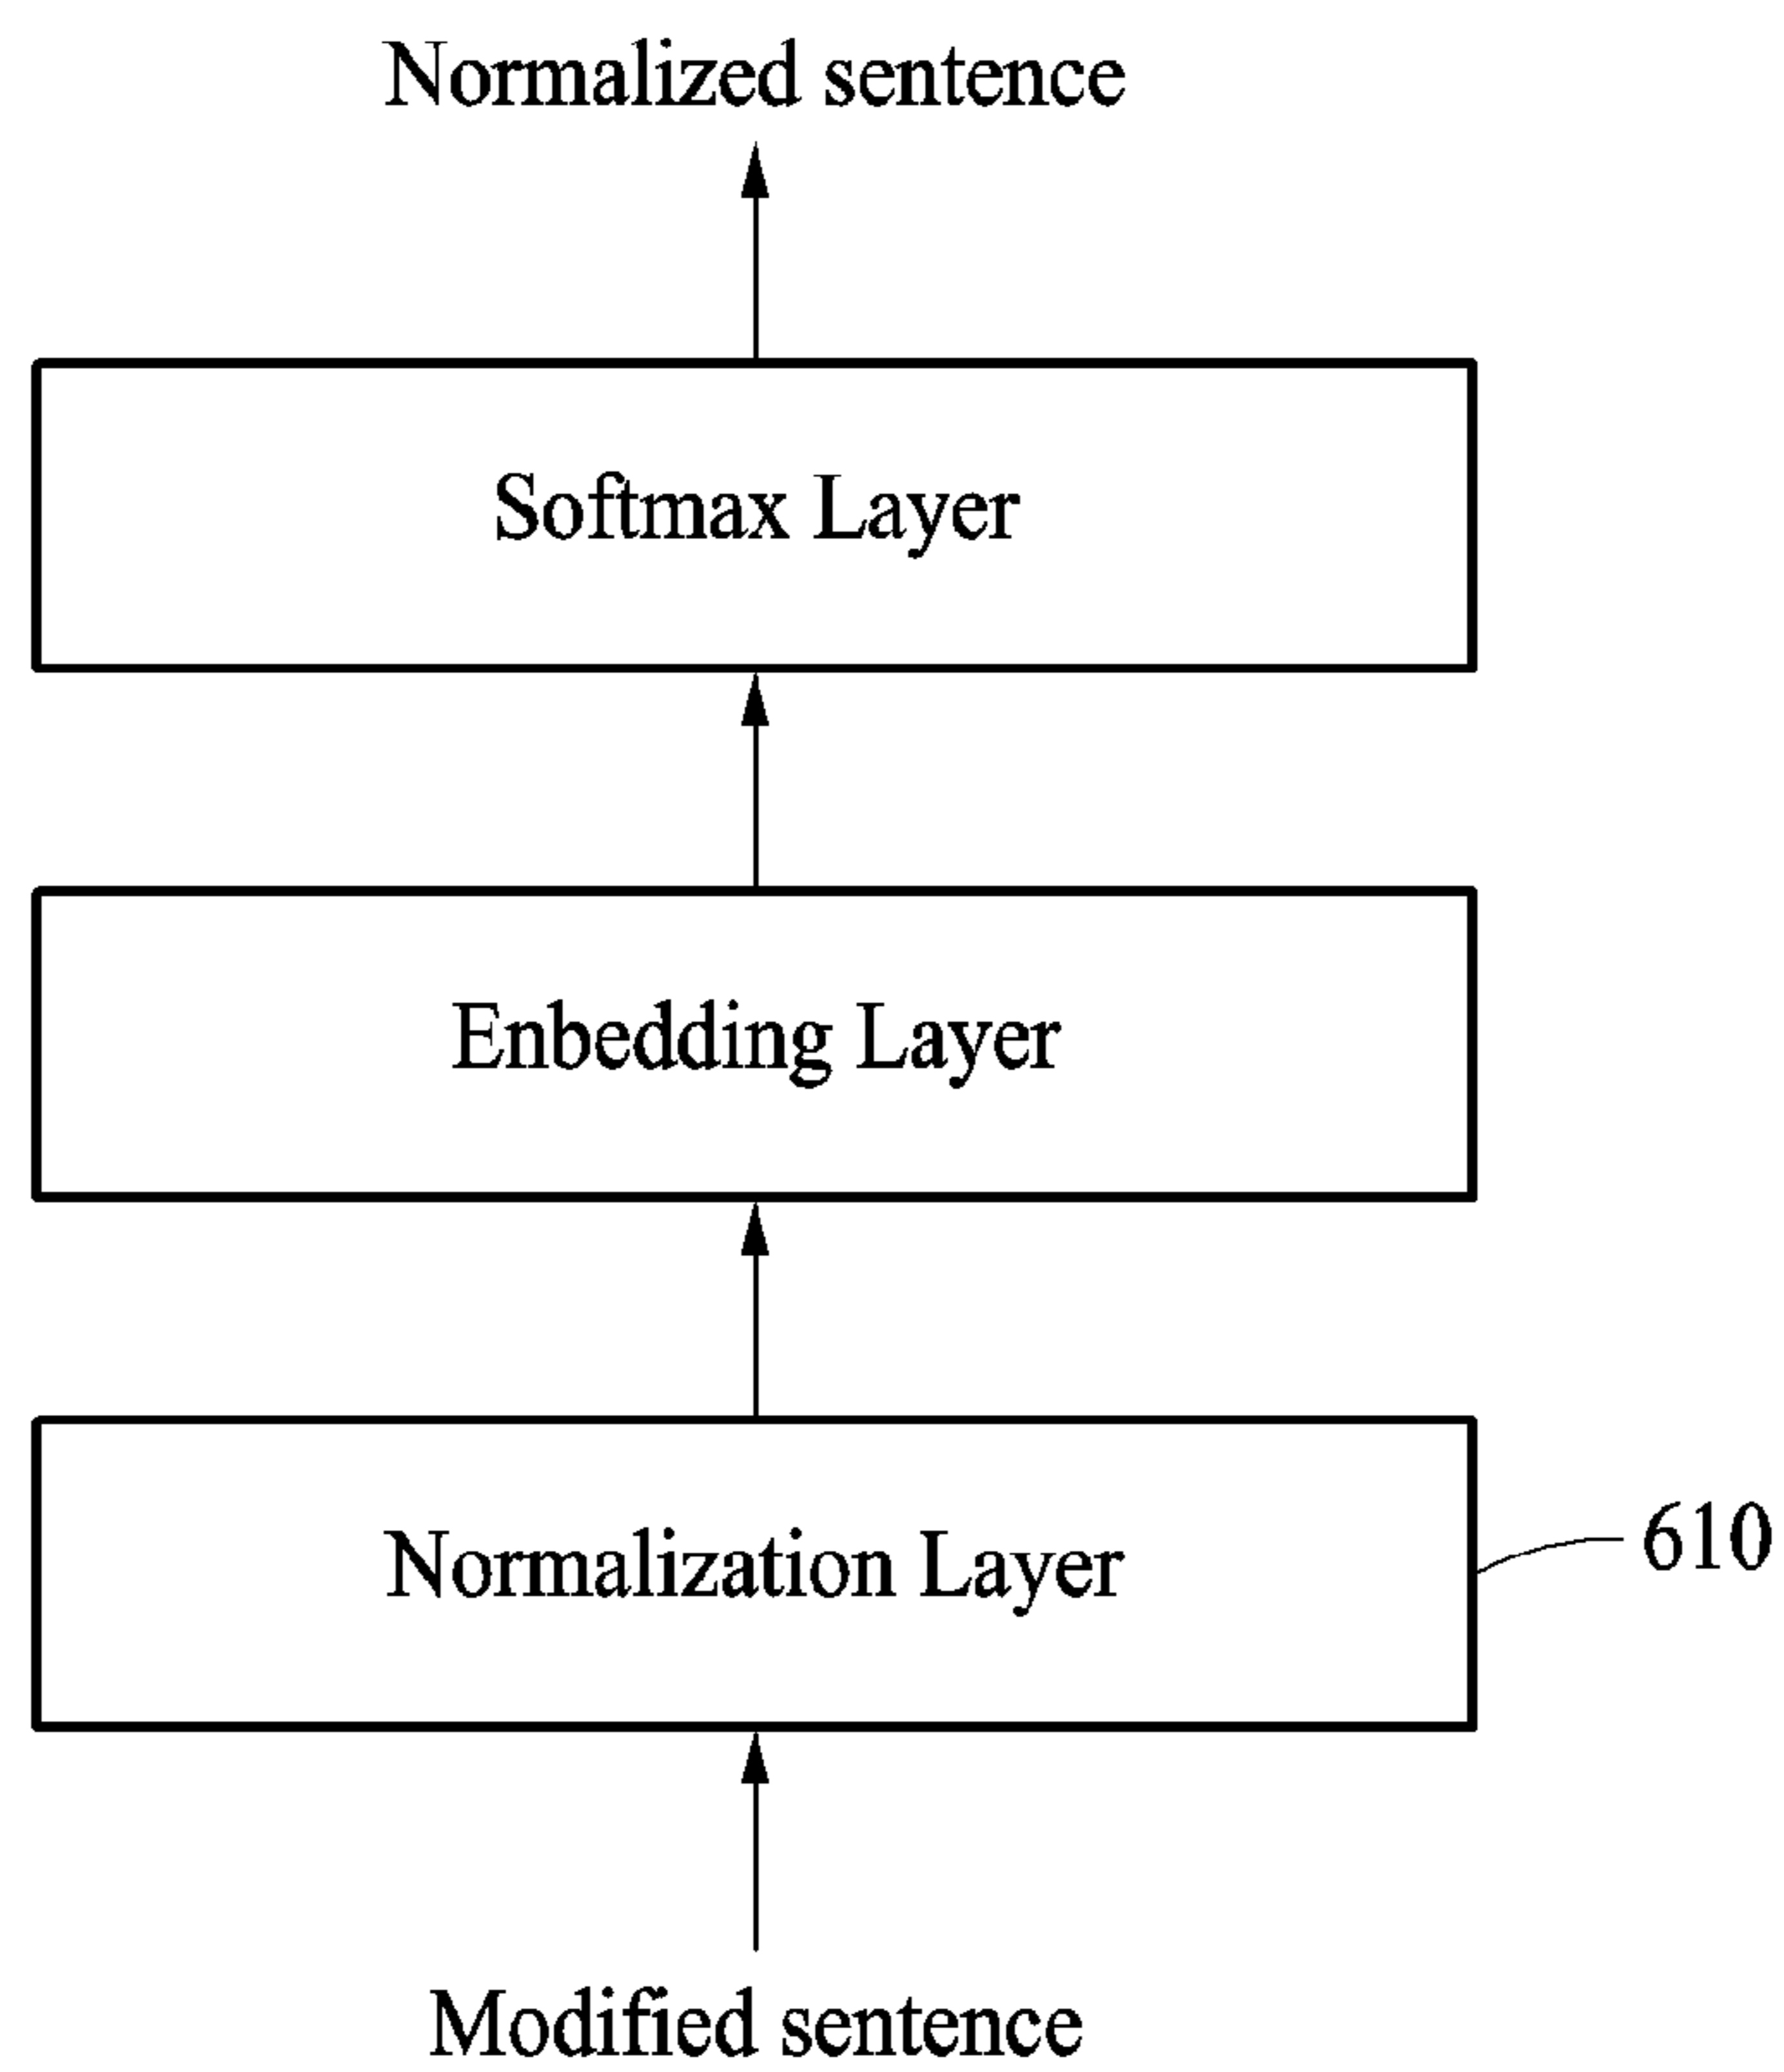 Normalized sentence
Softmax Layer
Enbedding Layer
Normalization Layer
610
Modified sentence